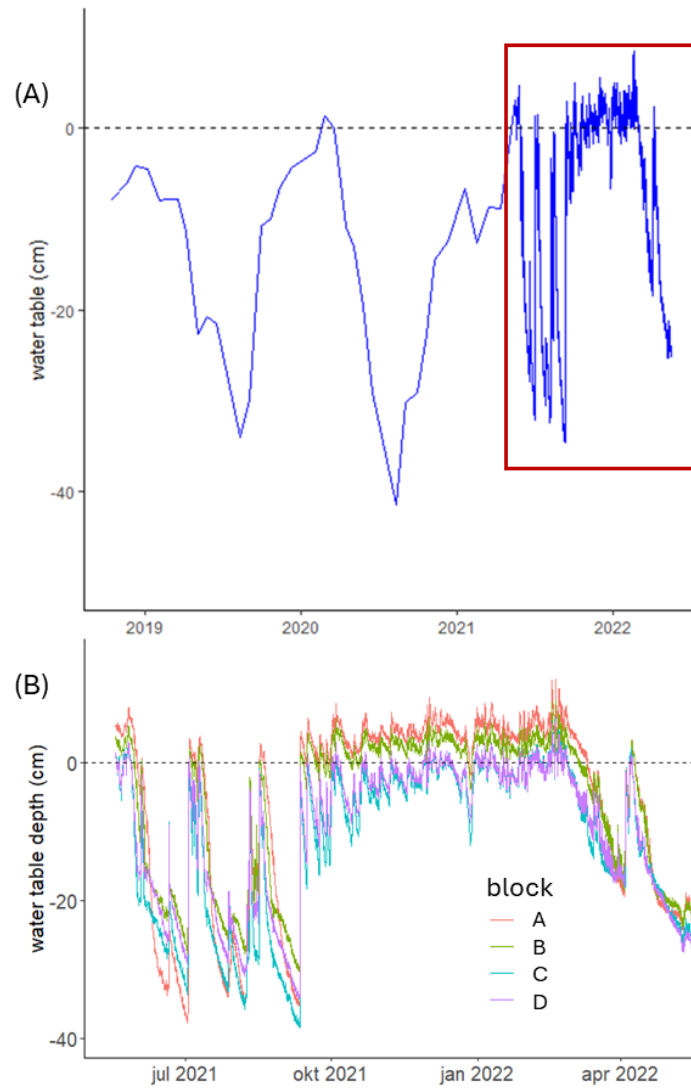 (A)
water table (cm)
0
-20
-40
2019 2020 2021 2022
(B)
water table depth (cm)
0
-20
-40
block
A
B
C
D
jul 2021 okt 2021 jan 2022 apr 2022